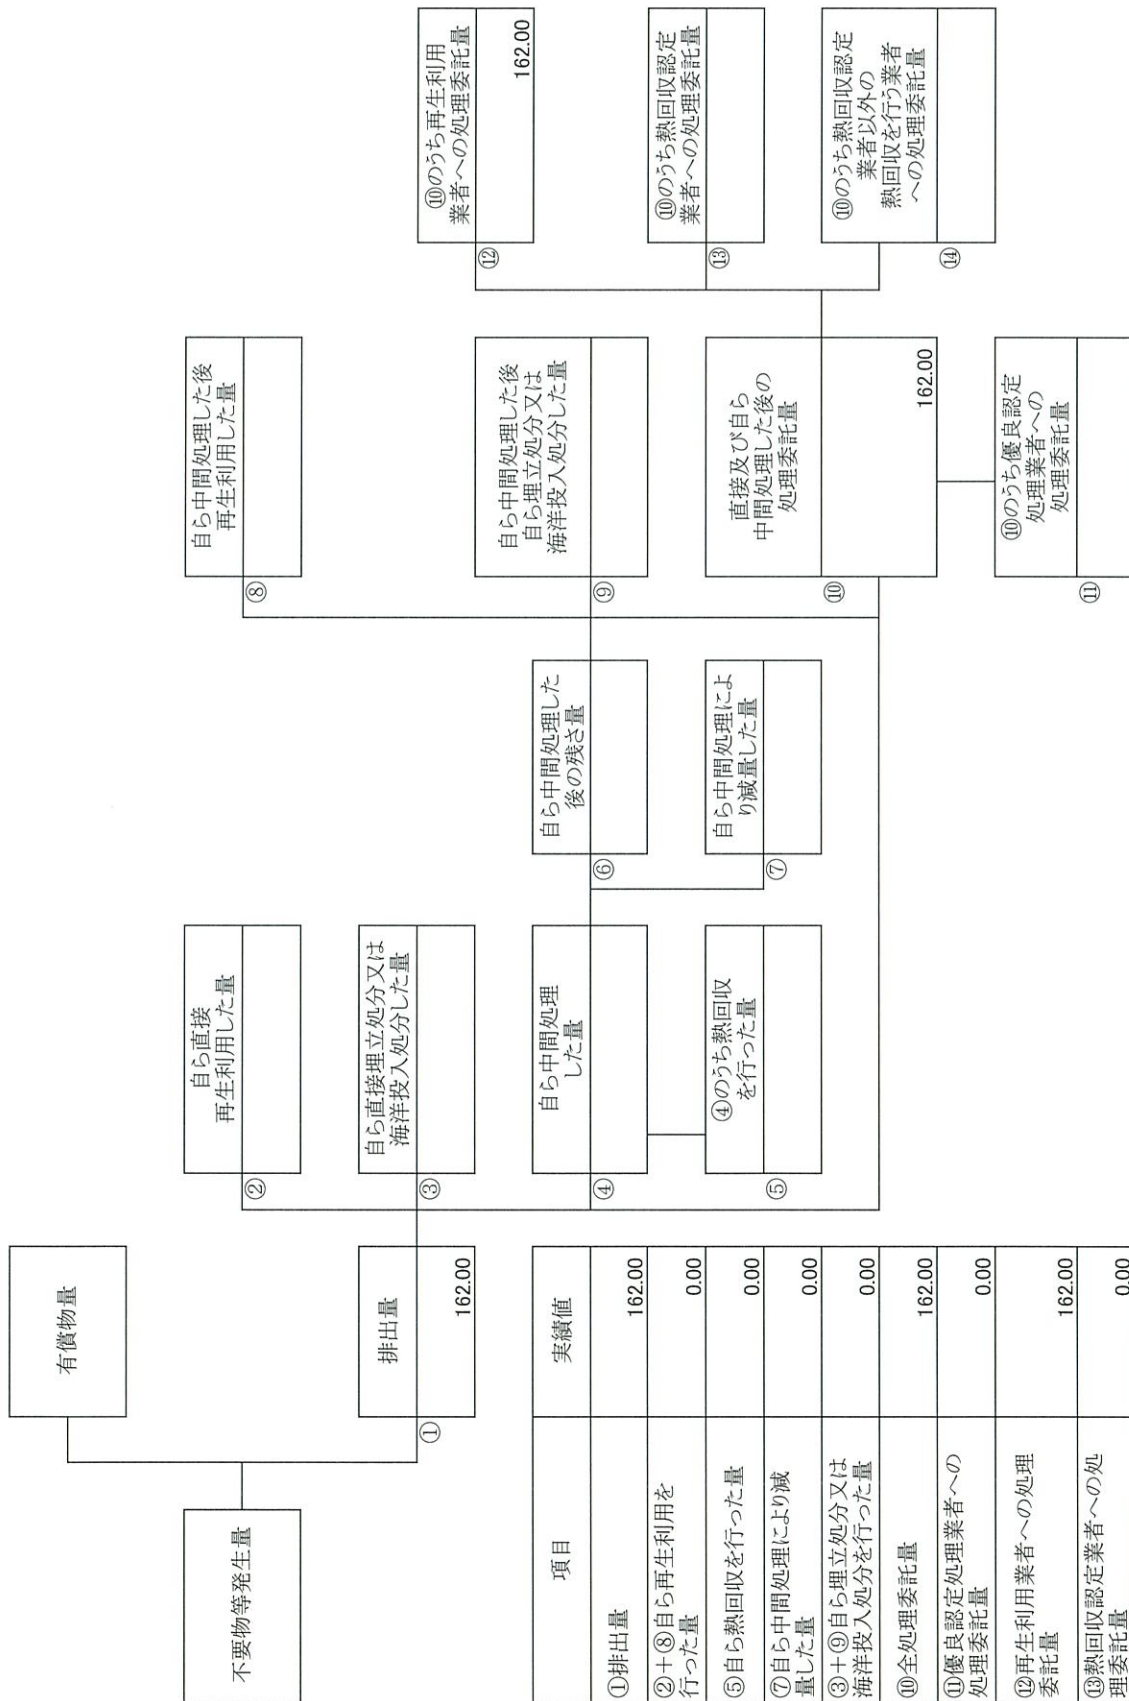 有償物量
不要物等発生量
排出量
①
162.00
自ら直接
再生利用した量
②
自ら直接埋立処分又は
海洋投入処分した量
③
自ら中間処理
した量
④
④のうち熱回収
を行った量
⑤
自ら中間処理した
後の残さ量
⑥
自ら中間処理によ
り減量した量
⑦
自ら中間処理した後
再生利用した量
⑧
自ら中間処理した後
自ら埋立処分又は
海洋投入処分した量
⑨
直接及び自ら
中間処理した後の
処理委託量
⑩
162.00
⑩のうち優良認定
処理業者への
処理委託量
⑪
⑩のうち再生利用
業者への処理委託量
⑫
162.00
⑩のうち熱回収認定
業者への処理委託量
⑬
⑩のうち熱回収認定
業者以外の
熱回収を行う業者
への処理委託量
⑭
項目
実績値
①排出量
162.00
②+⑧自ら再生利用を
行った量
0.00
⑤自ら熱回収を行った量
0.00
⑦自ら中間処理により減
量した量
0.00
③+⑨自ら埋立処分又は
海洋投入処分を行った量
0.00
⑩全処理委託量
162.00
⑪優良認定処理業者への
処理委託量
0.00
⑫再生利用業者への処理
委託量
162.00
⑬熱回収認定業者への処
理委託量
0.00